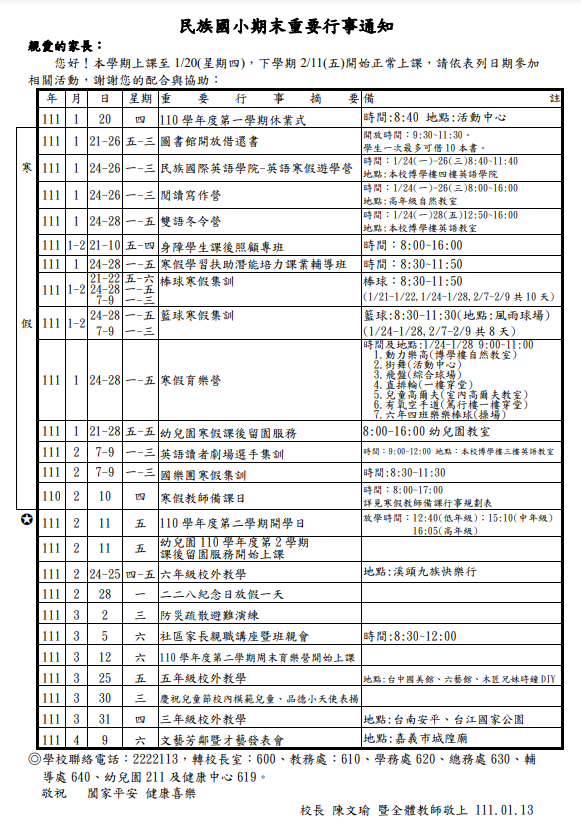 民族國小期末重要行事通知
親愛的家長：
您好！本學期上課至 1/20(星期四)，下學期 2/11(五)開始正常上課，請依表列日期參加
相關活動，謝謝您的配合與協助：
年 月 日 星期 重要行事摘要 備註
111 1 20 四 110 學年度第一學期休業式 時間:8:40 地點:活動中心
寒假
111 1 21-26 五-三 圖書館開放借還書 開放時間：9:30~11:30。
學生一次最多可借10本書。
111 1 24-26 一-三 民族國際英語學院-英語寒假遊學營 時間：1/24(一)-26(三)8:40~11:40
地點:本校博學樓四樓英語學院
111 1 24-26 一-三 閱讀寫作營 時間：1/24(一)-26(三)8:00~16:00
地點:高年級自然教室
111 1 24-28 一-五 雙語冬令營 時間：1/24(一)28(五)12:50~16:00
地點:本校博學樓英語教室
111 1-2 21-10 五-四 身障學生課後照顧專班 時間：8:00~16:00
111 1 24-28 一-五 寒假學習扶助潛能培力課業輔導班 時間：8:30~11:50
111 1-2 21-22 五-六 棒球寒假集訓 棒球：8:30-11:50
24-28 一-五 (1/21-1/22,1/24-1/28,2/7-2/9 共 10 天)
7-9 一-三
111 1-2 24-28 一-五 籃球寒假集訓 籃球:8:30-11:30(地點:風雨球場)
7-9 一-三 (1/24-1/28,2/7-2/9 共 8 天)
111 1 24-28 一-五 寒假育樂營 時間及地點:1/24-1/28 9:00-11:00
1.動力樂高(博學樓自然教室)
2.街舞(活動中心)
3.飛盤(綜合球場)
4.直排輪(一樓穿堂)
5.兒童高爾夫(室內高爾夫教室)
6.有氧空手道(篤行樓一樓穿堂)
7.六年四班樂樂棒球(操場)
111 1 21-28 五-五 幼兒園寒假課後留園服務 8:00-16:00 幼兒園教室
111 2 7-9 一-三 英語讀者劇場選手集訓 時間：9:00-12:00 地點：本校博學樓三樓英語教室
111 2 7-9 一-三 國樂團寒假集訓 時間:8:30-11:30
110 2 10 四 寒假教師備課日 時間：8:00-17:00
詳見寒假教師備課行事規劃表
✪ 111 2 11 五 110 學年度第二學期開學日 放學時間：12:40(低年級)；15:10(中年級)
16:05(高年級)
111 2 11 五 幼兒園 110 學年度第 2 學期
課後留園服務開始上課
111 2 24-25 四-五 六年級校外教學 地點:溪頭九族快樂行
111 2 28 一 二二八紀念日放假一天
111 3 2 三 防災疏散避難演練
111 3 5 六 社區家長親職講座暨班親會 時間:8:30~12:00
111 3 12 六 110 學年度第二學期周末育樂營開始上課
111 3 25 五 五年級校外教學 地點:台中國美館、六藝館、木匠兄妹時鐘DIY
111 3 30 三 慶祝兒童節校內模範兒童、品德小天使表揚
111 3 31 四 三年級校外教學 地點:台南安平、台江國家公園
111 4 9 六 文藝芳鄰暨才藝發表會 地點:嘉義市城隍廟
◎學校聯絡電話：2222113，轉校長室：600、教務處：610、學務處 620、總務處 630、輔
導處 640、幼兒園 211 及健康中心 619。
敬祝 闔家平安 健康喜樂
校長 陳文瑜 暨全體教師敬上 111.01.13